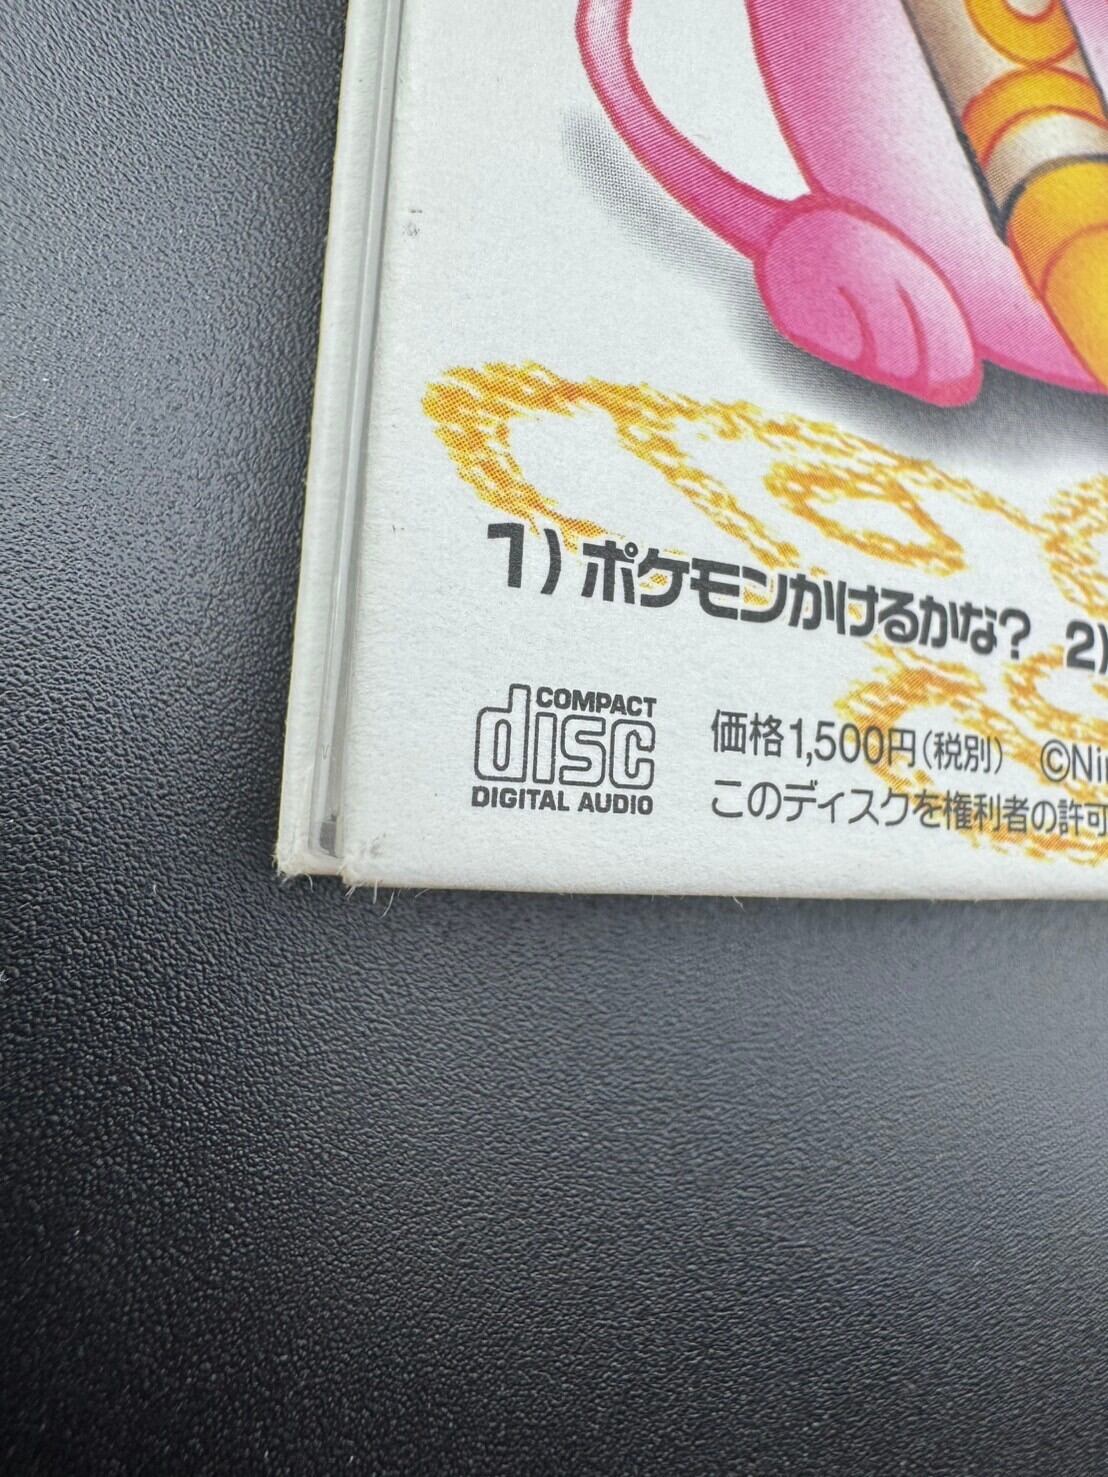 1) ポケモンかけるかな? 2)
COMPACT
disc
DIGITAL AUDIO
価格1,500円(税別) ©Nin
このディスクを権利者の許可